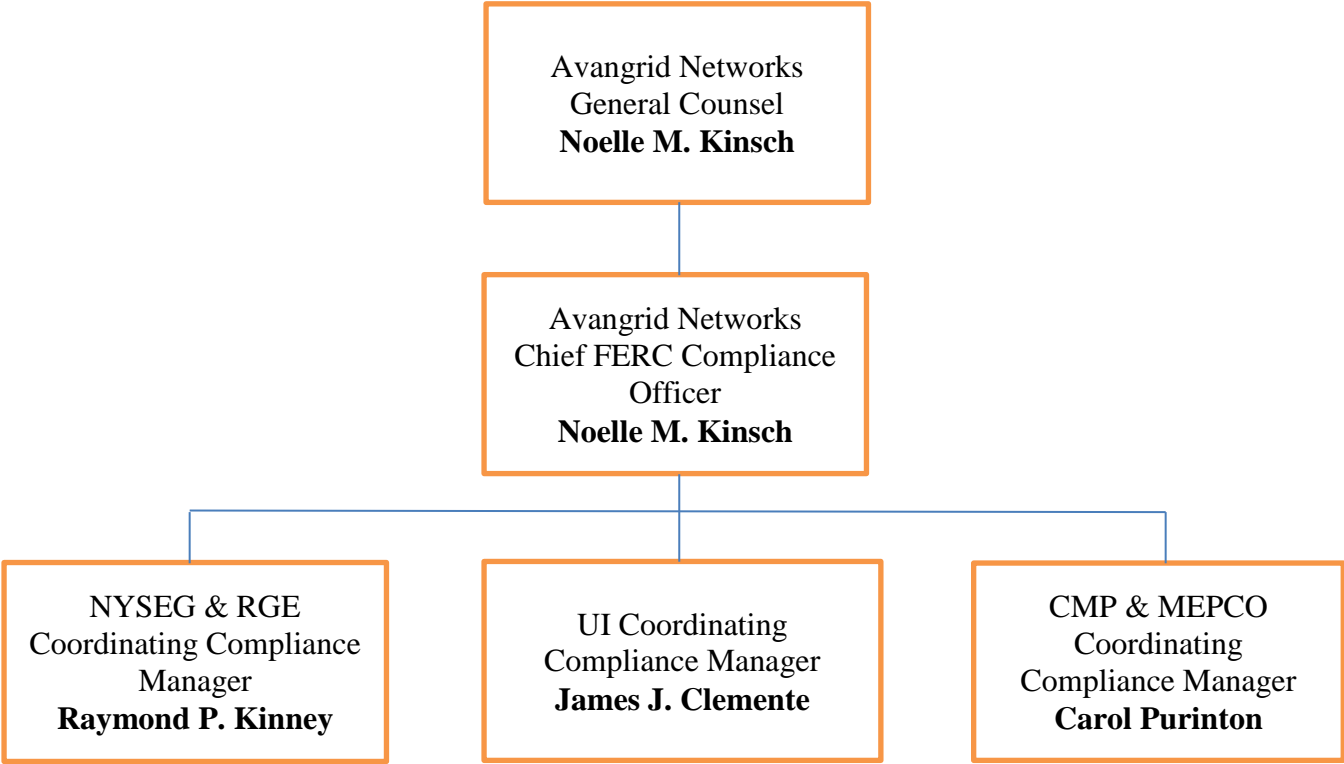 Avangrid Networks
General Counsel
Noelle M. Kinsch
Avangrid Networks
Chief FERC Compliance
Officer
Noelle M. Kinsch
NYSEG & RGE
Coordinating Compliance
Manager
Raymond P. Kinney
UI Coordinating
Compliance Manager
James J. Clemente
CMP & MEPCO
Coordinating
Compliance Manager
Carol Purinton